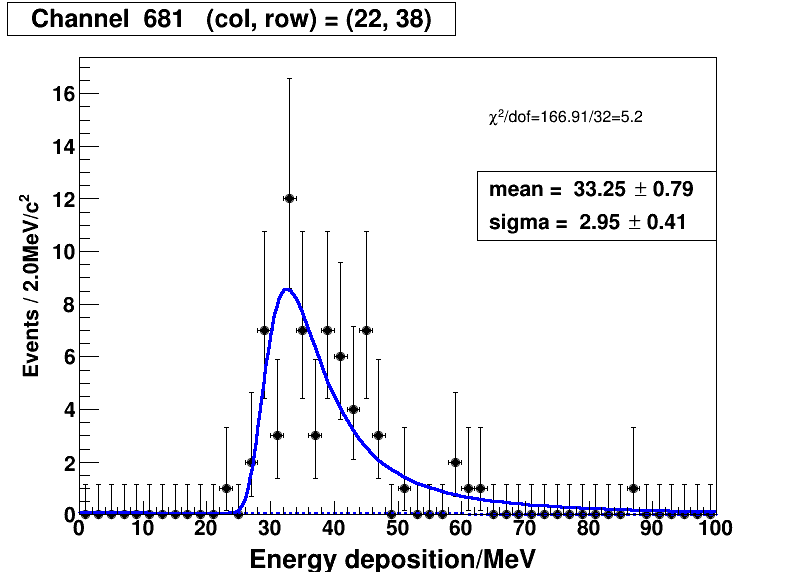 Channel 681 (col, row) = (22, 38)
χ²/dof=166.91/32=5.2
mean = 33.25 ± 0.79
sigma = 2.95 ± 0.41
Events / 2.0MeV/c²
16
14
12
10
8
6
4
2
0
0 10 20 30 40 50 60 70 80 90 100
Energy deposition/MeV